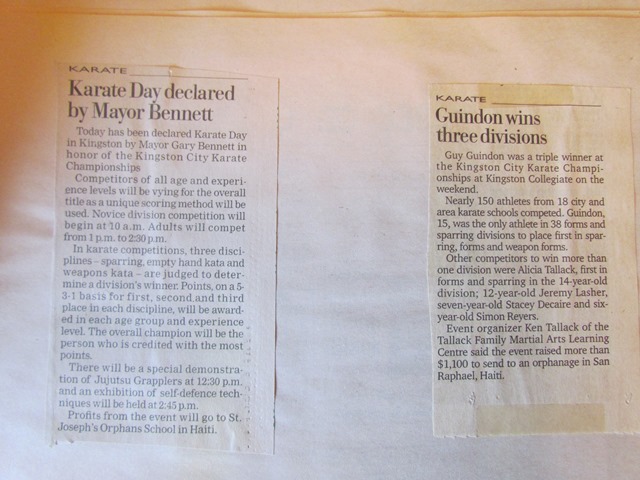 KARATE
Karate Day declared
by Mayor Bennett
Today has been declared Karate Day
in Kingston by Mayor Gary Bennett in
honor of the Kingston City Karate
Championships
Competitors of all age and experi-
ence levels will be vying for the overall
title as a unique scoring method will be
used. Novice division competition will
begin at 10 a.m. Adults will compete
from 1 p.m. to 2:30 p.m.
In karate competitions, three disci-
plines – sparring, empty hand kata and
weapons kata – are judged to deter-
mine a division's winner. Points, on a 5-
3-1 basis for first, second and third
place in each discipline, will be award-
ed in each age group and experience
level. The overall champion will be the
person who is credited with the most
points.
There will be a special demonstra-
tion of Jujutsu Grapplers at 12:30 p.m.
and an exhibition of self-defence tech-
niques will be held at 2:45 p.m.
Profits from the event will go to St.
Joseph's Orphans School in Haiti.
KARATE
Guindon wins
three divisions
Guy Guindon was a triple winner at
the Kingston City Karate Champi-
onships at Kingston Collegiate on the
weekend.
Nearly 150 athletes from 18 city and
area karate schools competed. Guindon,
15, was the only athlete in 38 forms and
sparring divisions to place first in spar-
ring, forms and weapon forms.
Other competitors to win more than
one division were Alicia Tallack, first in
forms and sparring in the 14-year-old
division; 12-year-old Jeremy Lasher,
seven-year-old Stacey Decaire and six-
year-old Simon Reyers.
Event organizer Ken Tallack of the
Tallack Family Martial Arts Learning
Centre said the event raised more than
$1,100 to send to an orphanage in San
Raphael, Haiti.